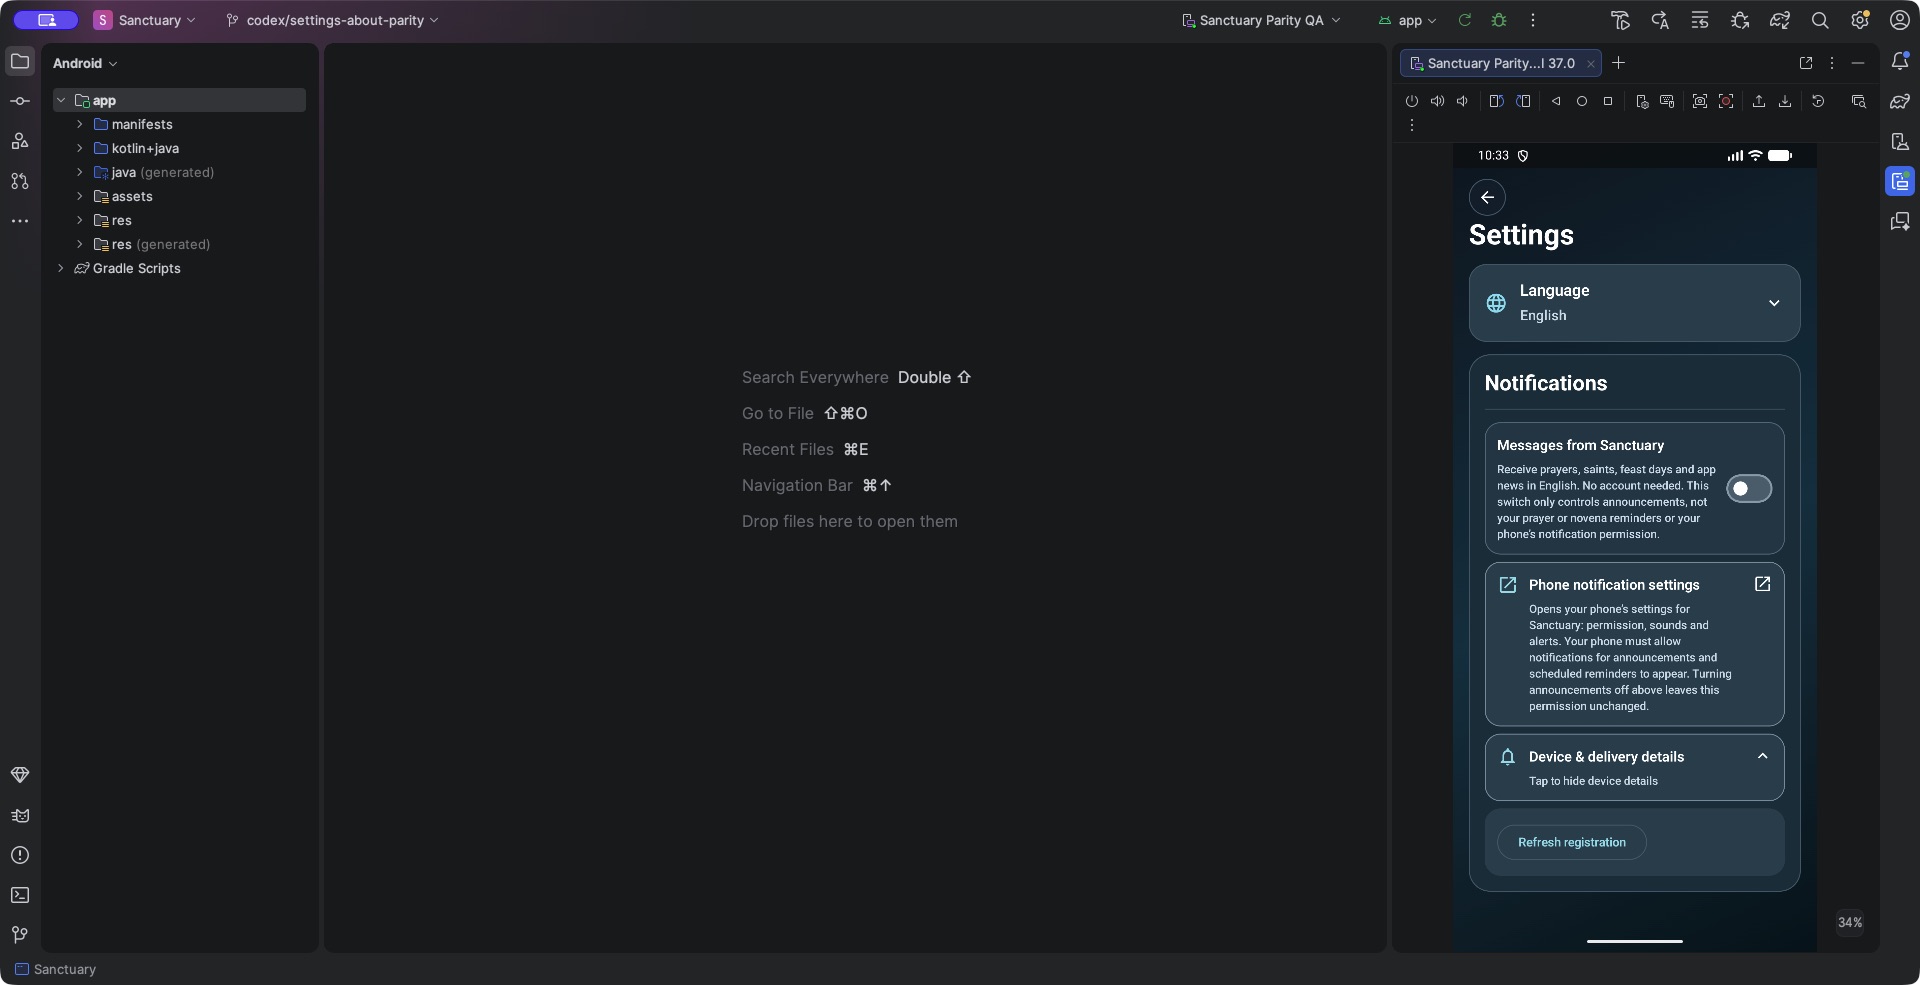 S Sanctuary
codex/settings-about-parity
Sanctuary Parity QA
app
Android
app
manifests
kotlin+java
java (generated)
assets
res
res (generated)
Gradle Scripts
Search Everywhere Double ⇧
Go to File ⇧⌘O
Recent Files ⌘E
Navigation Bar ⌘↑
Drop files here to open them
Sanctuary Parity...l 37.0
10:33
Settings
Language
English
Notifications
Messages from Sanctuary
Receive prayers, saints, feast days and app
news in English. No account needed. This
switch only controls announcements, not
your prayer or novena reminders or your
phone's notification permission.
Phone notification settings
Opens your phone's settings for
Sanctuary: permission, sounds and
alerts. Your phone must allow
notifications for announcements and
scheduled reminders to appear. Turning
announcements off above leaves this
permission unchanged.
Device & delivery details
Tap to hide device details
Refresh registration
34%
Sanctuary